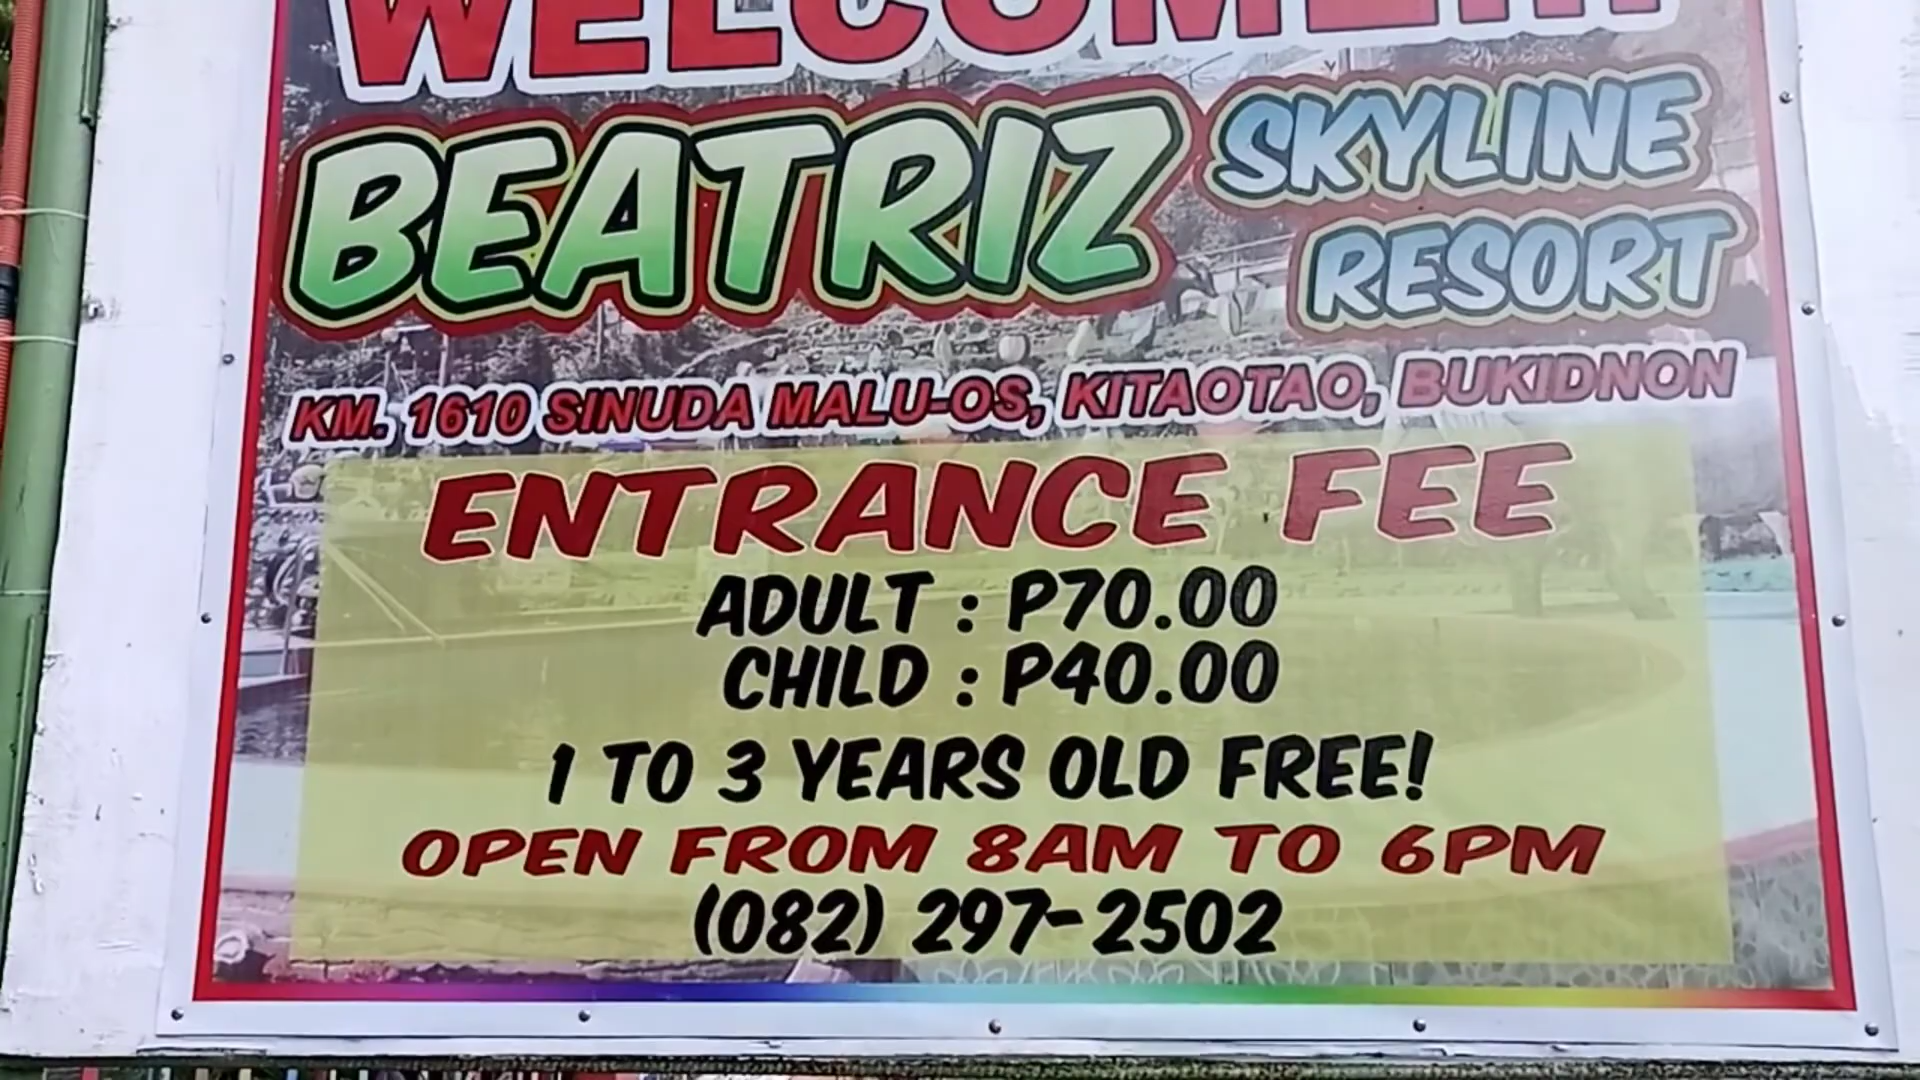 WELCOME!!!
BEATRIZ SKYLINE RESORT
KM. 1610 SINUDA MALU-OS, KITAOTAO, BUKIDNON
ENTRANCE FEE
ADULT : P70.00
CHILD : P40.00
1 TO 3 YEARS OLD FREE!
OPEN FROM 8AM TO 6PM
(082) 297-2502